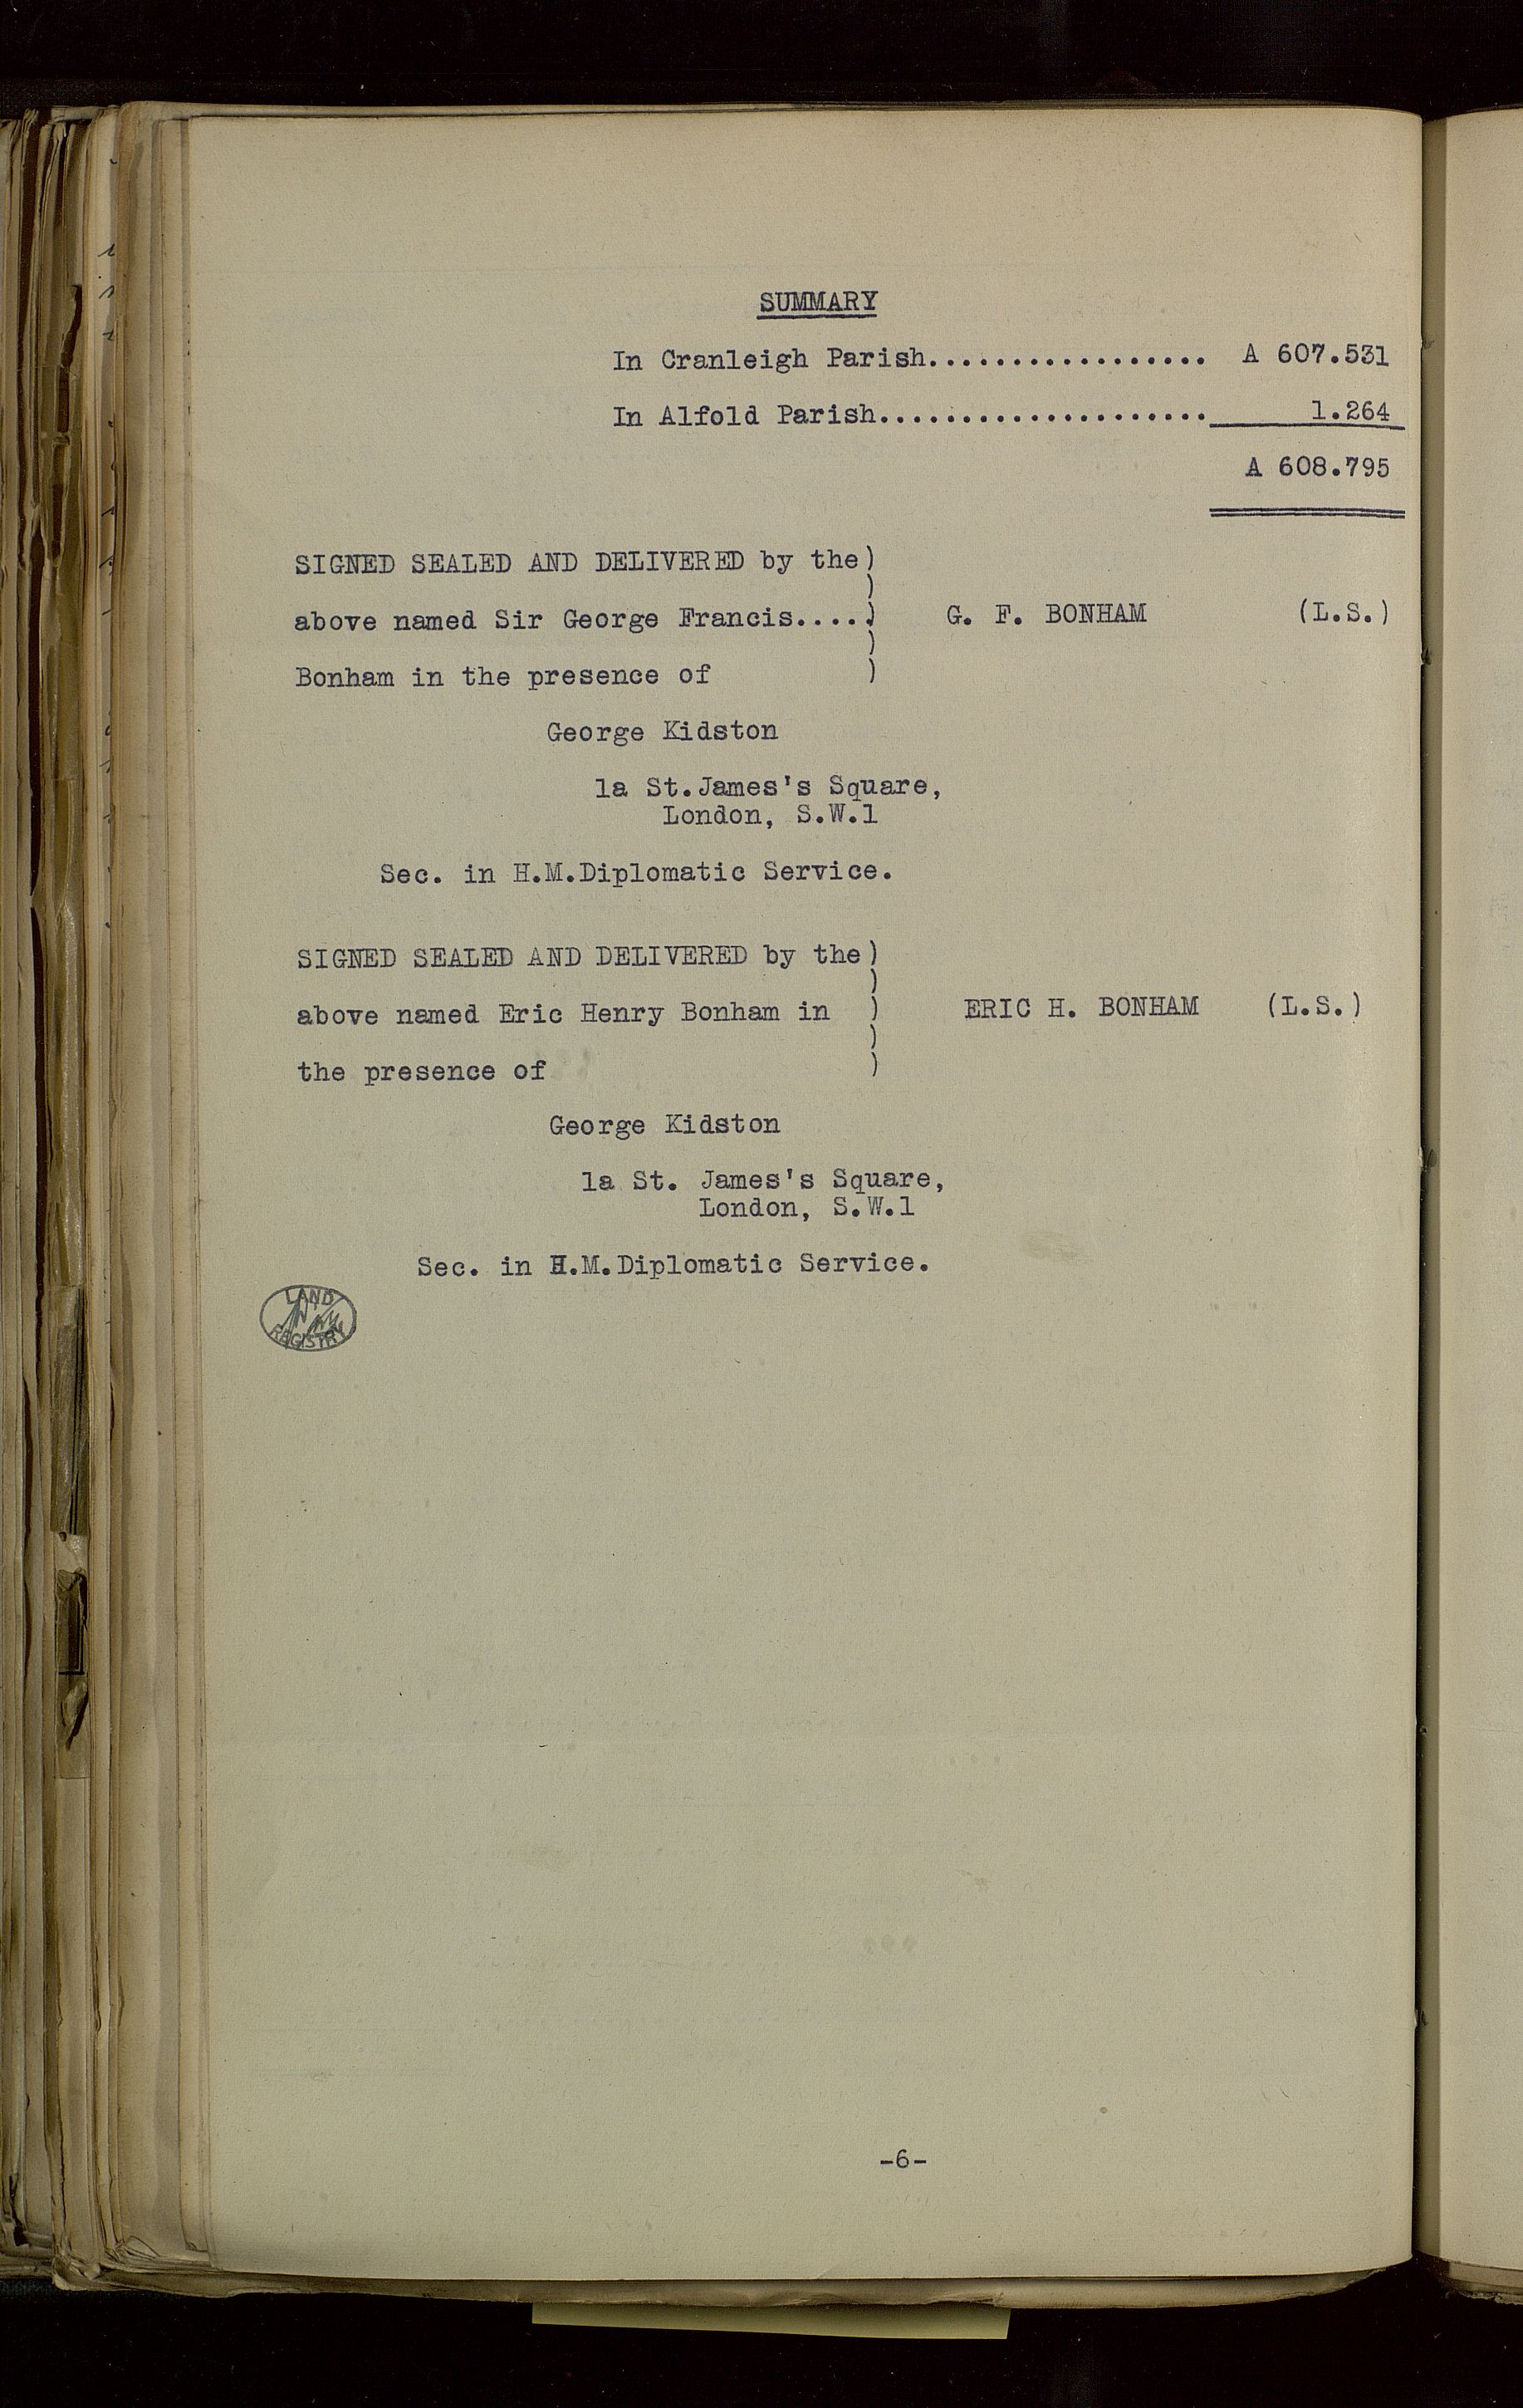 SUMMARY
In Cranleigh Parish................. A 607.531
In Alfold Parish.................... 1.264
A 608.795
SIGNED SEALED AND DELIVERED by the)
)
above named Sir George Francis.....) G. F. BONHAM (L.S.)
)
Bonham in the presence of )
George Kidston
1a St.James's Square,
London, S.W.1
Sec. in H.M.Diplomatic Service.
SIGNED SEALED AND DELIVERED by the)
)
above named Eric Henry Bonham in ) ERIC H. BONHAM (L.S.)
)
the presence of )
George Kidston
1a St. James's Square,
London, S.W.1
Sec. in H.M.Diplomatic Service.
LAND
REGISTRY
-6-